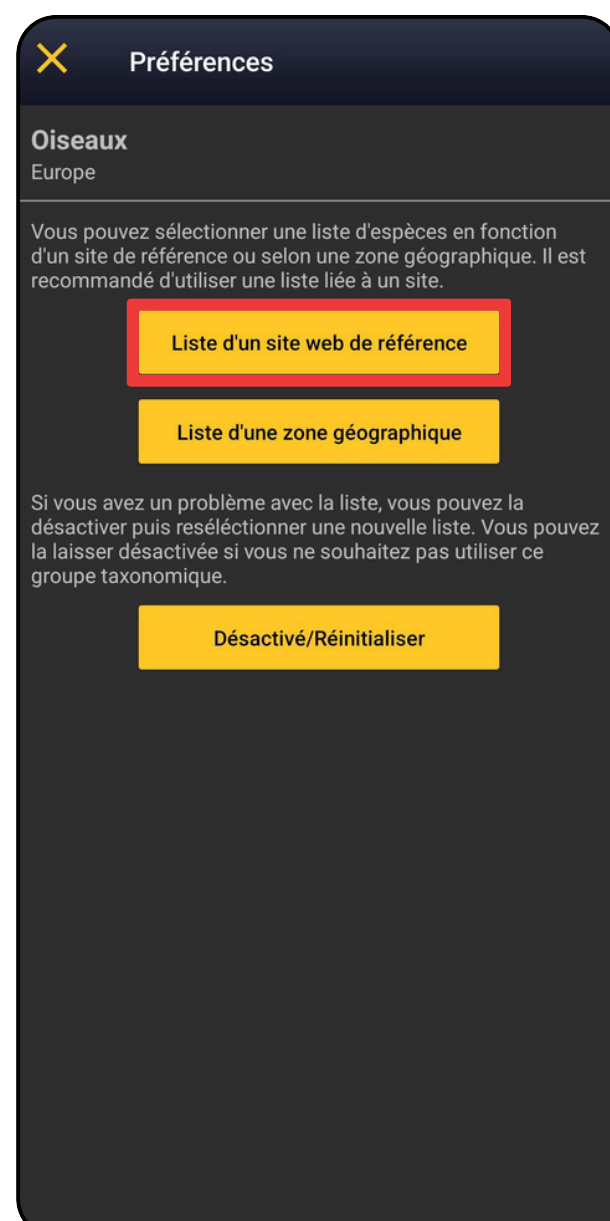 Préférences
Oiseaux
Europe
Vous pouvez sélectionner une liste d'espèces en fonction
d'un site de référence ou selon une zone géographique. Il est
recommandé d'utiliser une liste liée à un site.
Liste d'un site web de référence
Liste d'une zone géographique
Si vous avez un problème avec la liste, vous pouvez la
désactiver puis reséléctionner une nouvelle liste. Vous pouvez
la laisser désactivée si vous ne souhaitez pas utiliser ce
groupe taxonomique.
Désactivé/Réinitialiser